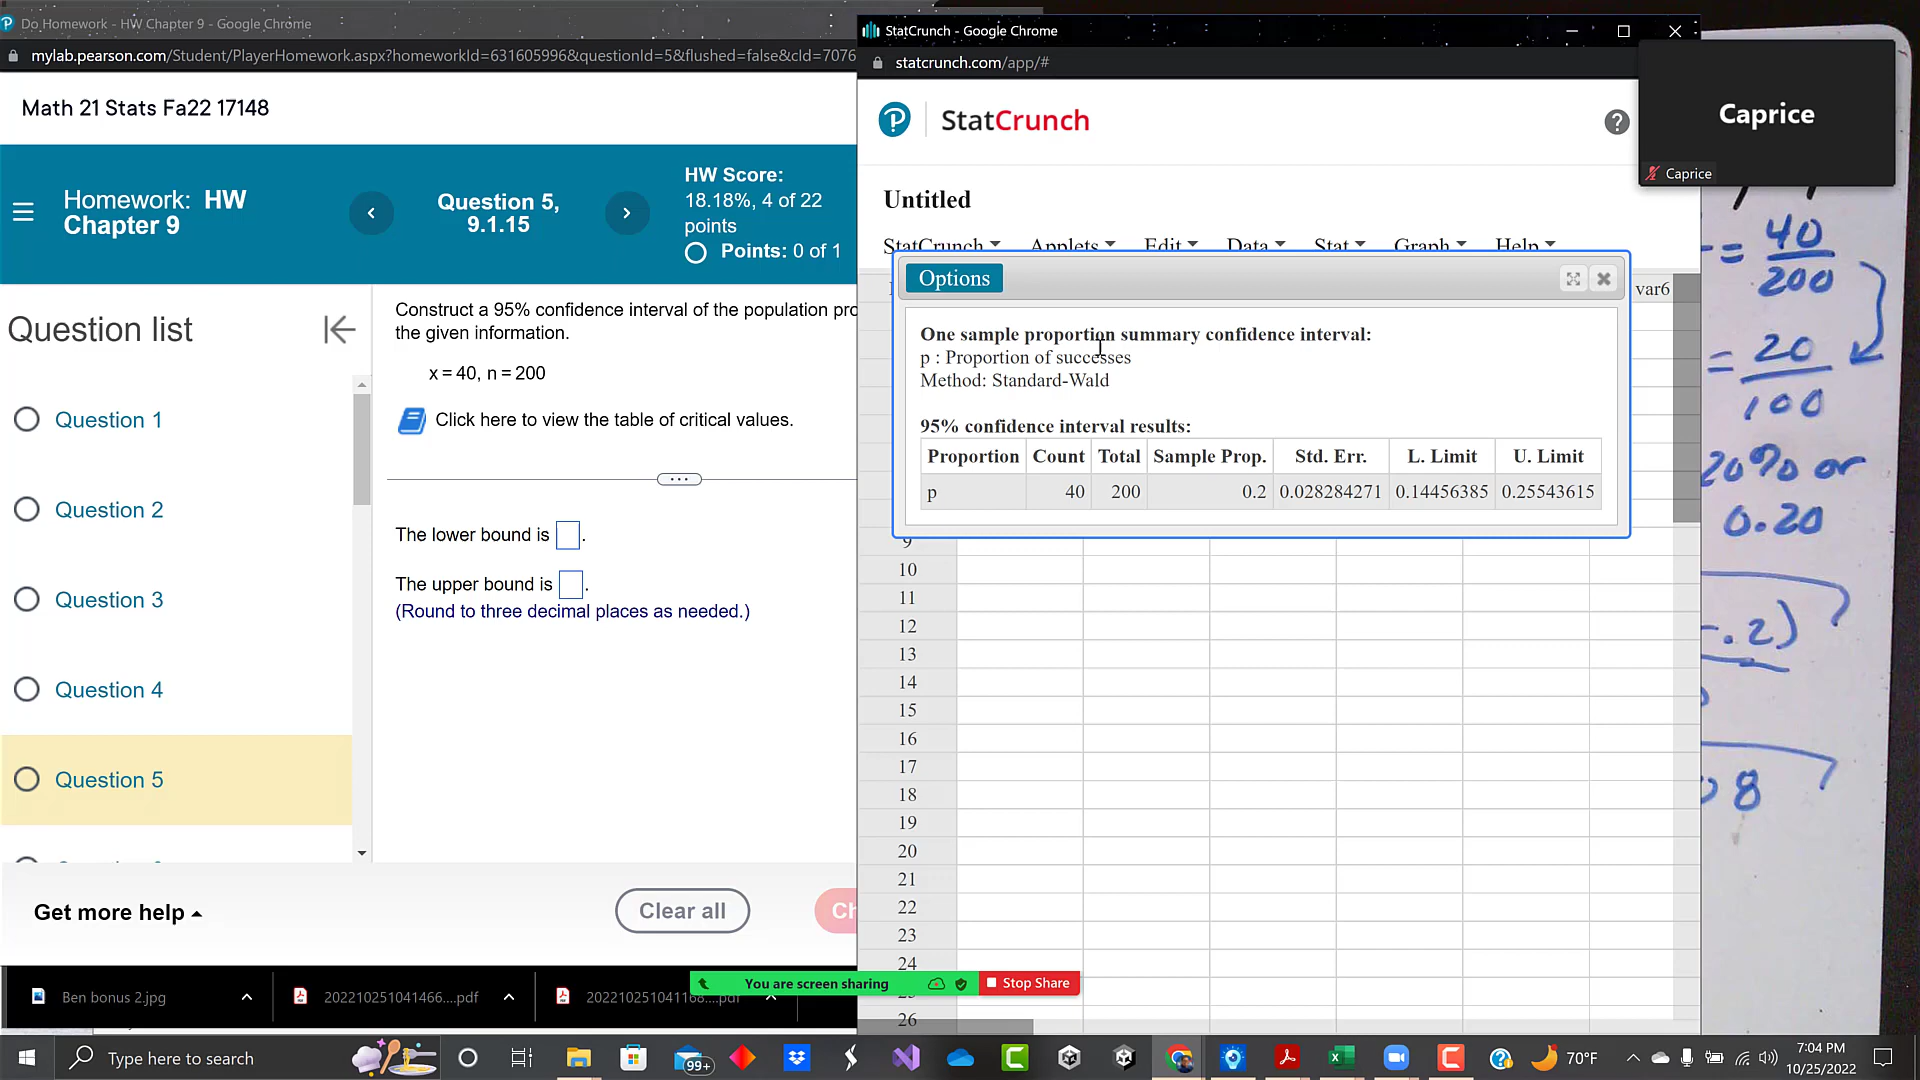 Do Homework - HW Chapter 9 - Google Chrome
mylab.pearson.com/Student/PlayerHomework.aspx?homeworkId=631605996&questionId=5&flushed=false&cId=7076
Math 21 Stats Fa22 17148
Homework: HW Chapter 9
Question 5, 9.1.15
HW Score: 18.18%, 4 of 22 points
Points: 0 of 1
Question list
Question 1
Question 2
Question 3
Question 4
Question 5
Construct a 95% confidence interval of the population pro
the given information.
x = 40, n = 200
Click here to view the table of critical values.
The lower bound is .
The upper bound is .
(Round to three decimal places as needed.)
Get more help
Clear all
Ch
StatCrunch - Google Chrome
statcrunch.com/app/#
StatCrunch
Untitled
StatCrunch Applets Edit Data Stat Graph Help
var6
Options
One sample proportion summary confidence interval:
p : Proportion of successes
Method: Standard-Wald
95% confidence interval results:
Proportion Count Total Sample Prop. Std. Err. L. Limit U. Limit
p 40 200 0.2 0.028284271 0.14456385 0.25543615
9
10
11
12
13
14
15
16
17
18
19
20
21
22
23
24
26
Caprice
Caprice
= 40/200
= 20/100
20% or
0.20
-.2)
08
Ben bonus 2.jpg
202210251041466....pdf
202210251041168....pdf
You are screen sharing
Stop Share
Type here to search
99+
70°F
7:04 PM
10/25/2022